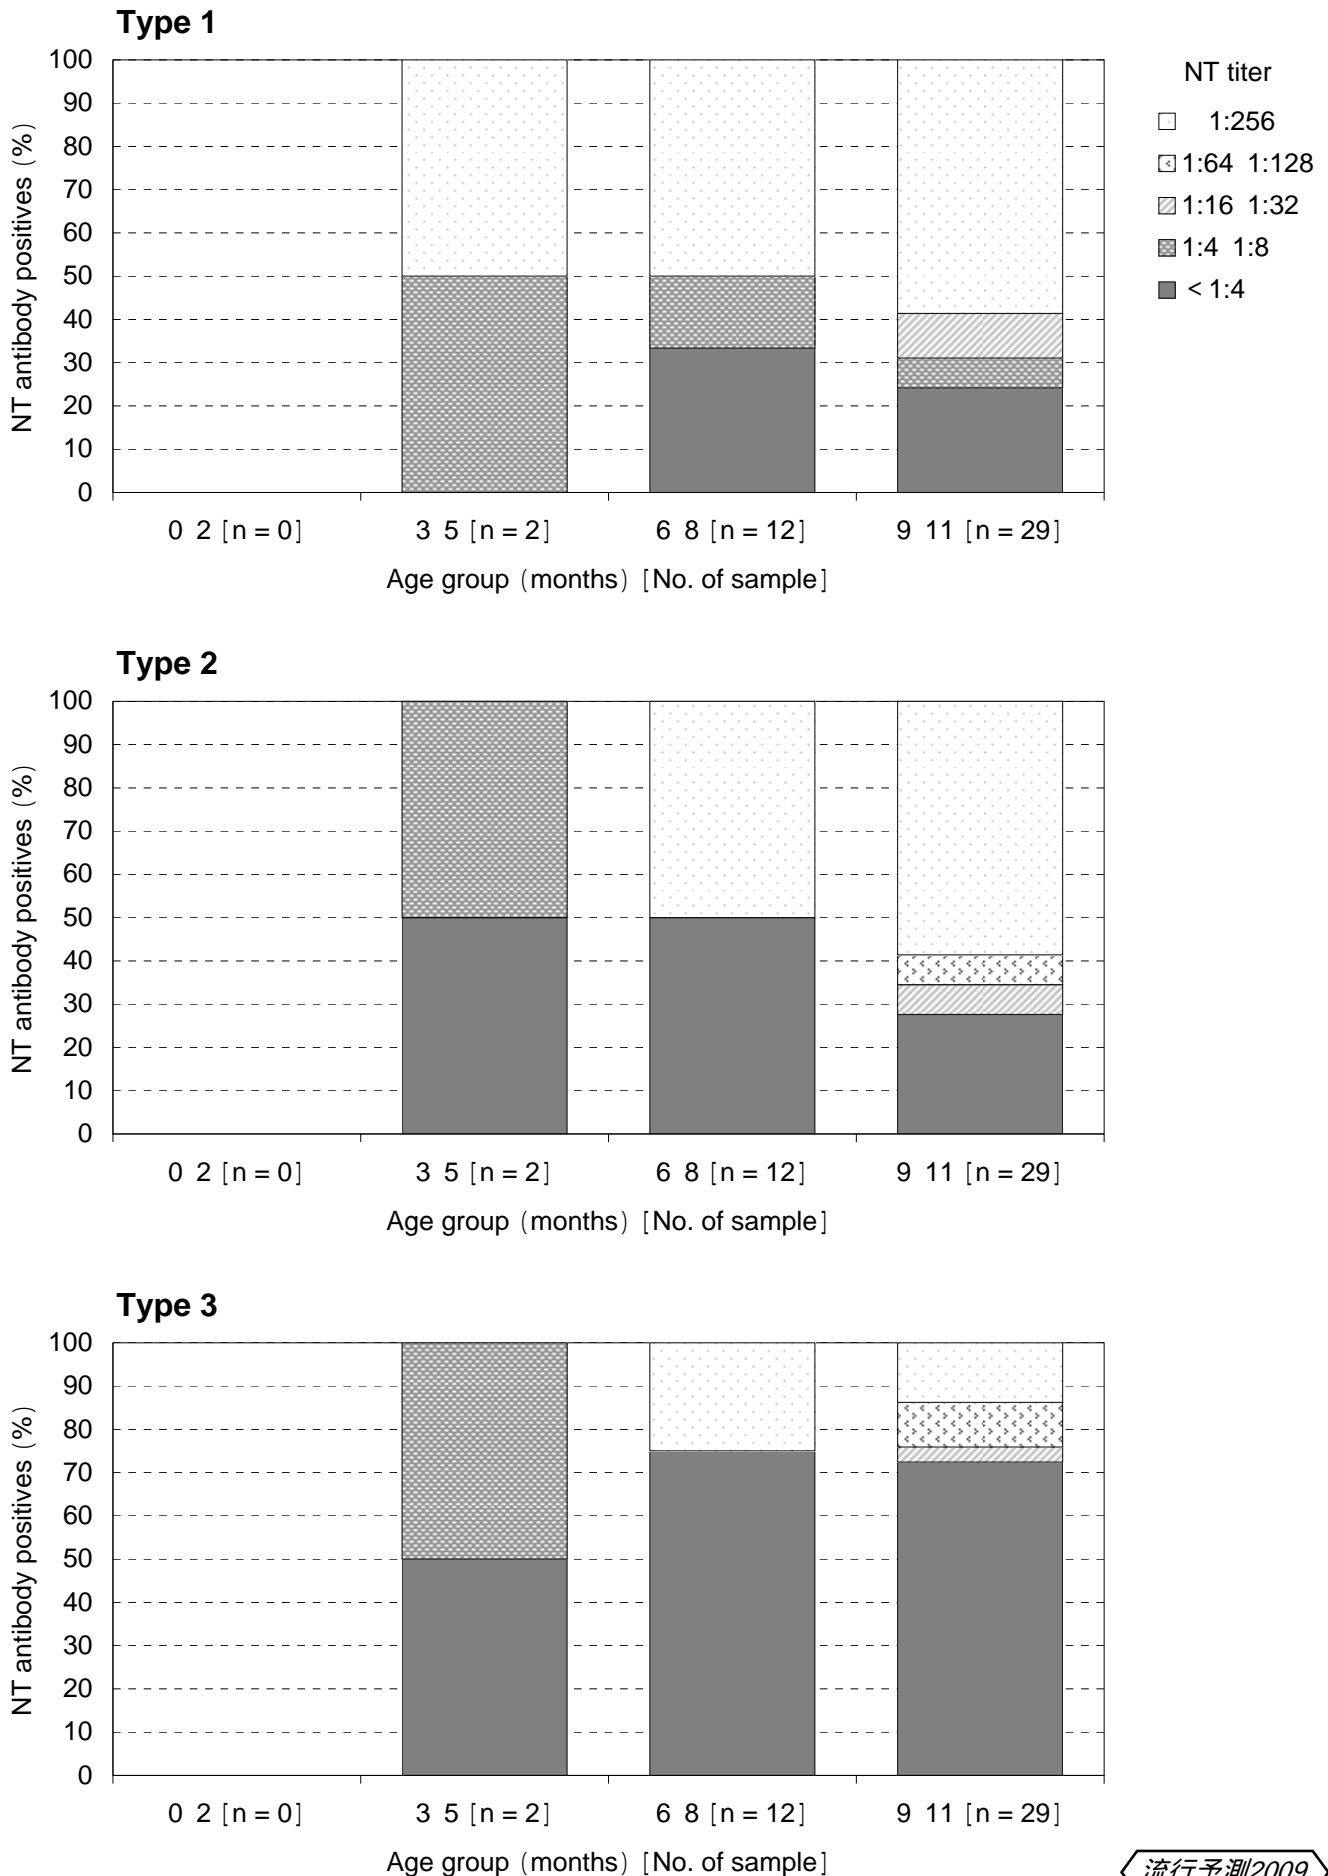 Type 1
NT antibody positives (%)
100
90
80
70
60
50
40
30
20
10
0
0 2 [n = 0] 3 5 [n = 2] 6 8 [n = 12] 9 11 [n = 29]
Age group (months) [No. of sample]
NT titer
1:256
1:64 1:128
1:16 1:32
1:4 1:8
< 1:4
Type 2
NT antibody positives (%)
100
90
80
70
60
50
40
30
20
10
0
0 2 [n = 0] 3 5 [n = 2] 6 8 [n = 12] 9 11 [n = 29]
Age group (months) [No. of sample]
Type 3
NT antibody positives (%)
100
90
80
70
60
50
40
30
20
10
0
0 2 [n = 0] 3 5 [n = 2] 6 8 [n = 12] 9 11 [n = 29]
Age group (months) [No. of sample]
流行予測2009